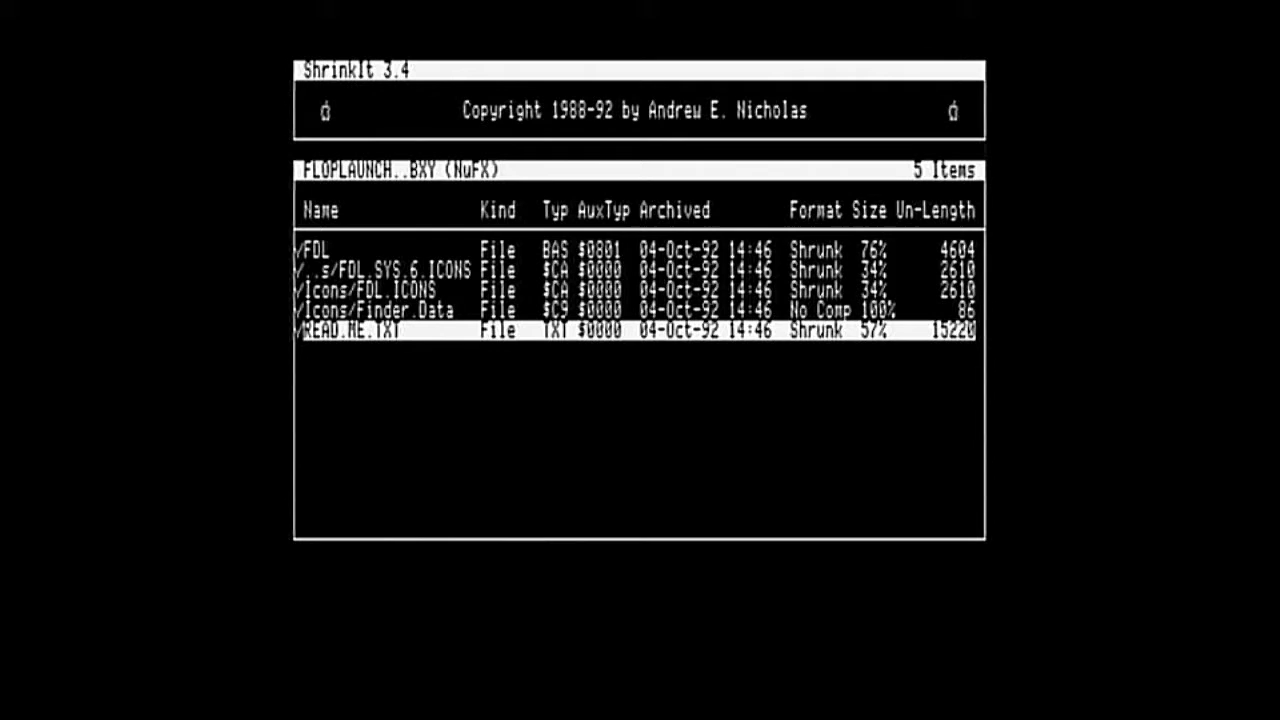 ShrinkIt 3.4
Copyright 1988-92 by Andrew E. Nicholas
FLOPLAUNCH..BXY (NuFX) 5 Items
Name Kind Typ AuxTyp Archived Format Size Un-Length
√FDL File BAS $0801 04-Oct-92 14:46 Shrunk 76% 4604
√..s/FDL.SYS.6.ICONS File $CA $0000 04-Oct-92 14:46 Shrunk 34% 2610
√Icons/FDL.ICONS File $CA $0000 04-Oct-92 14:46 Shrunk 34% 2610
√Icons/Finder.Data File $C9 $0000 04-Oct-92 14:46 No Comp 100% 86
√READ.ME.TXT File TXT $0000 04-Oct-92 14:46 Shrunk 57% 15220